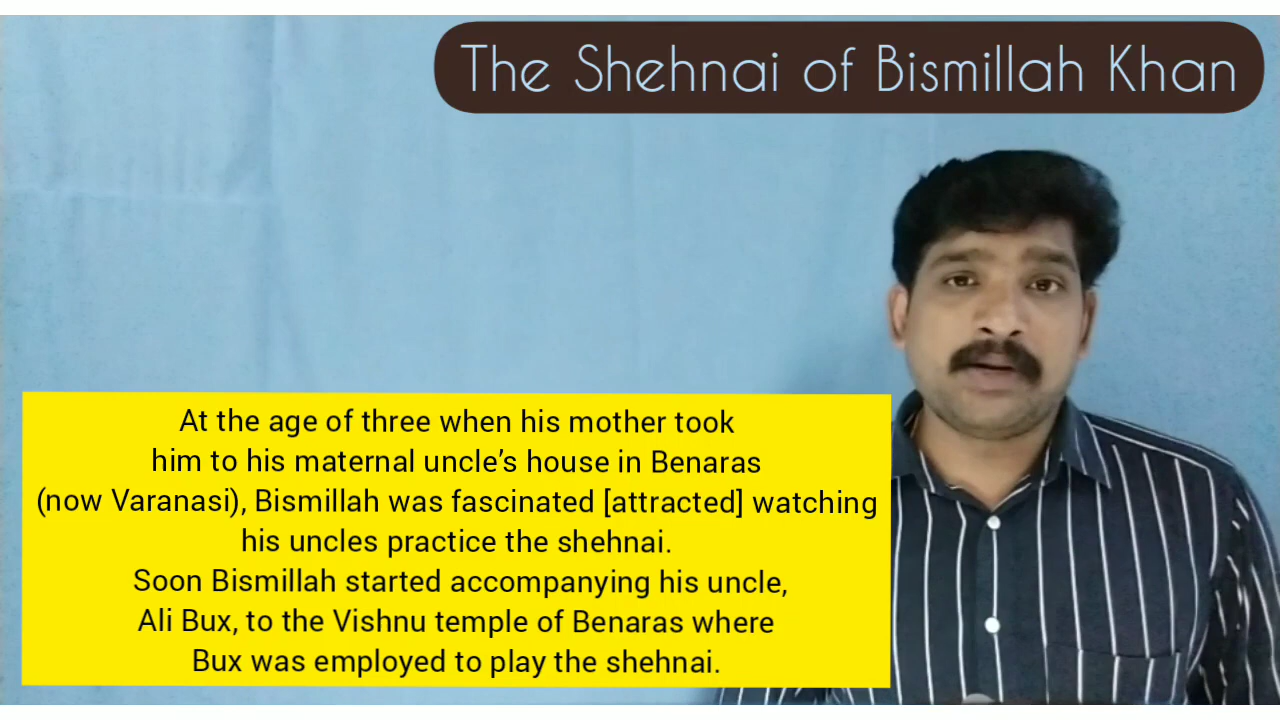 The Shehnai of Bismillah Khan
At the age of three when his mother took
him to his maternal uncle's house in Benaras
(now Varanasi), Bismillah was fascinated [attracted] watching
his uncles practice the shehnai.
Soon Bismillah started accompanying his uncle,
Ali Bux, to the Vishnu temple of Benaras where
Bux was employed to play the shehnai.